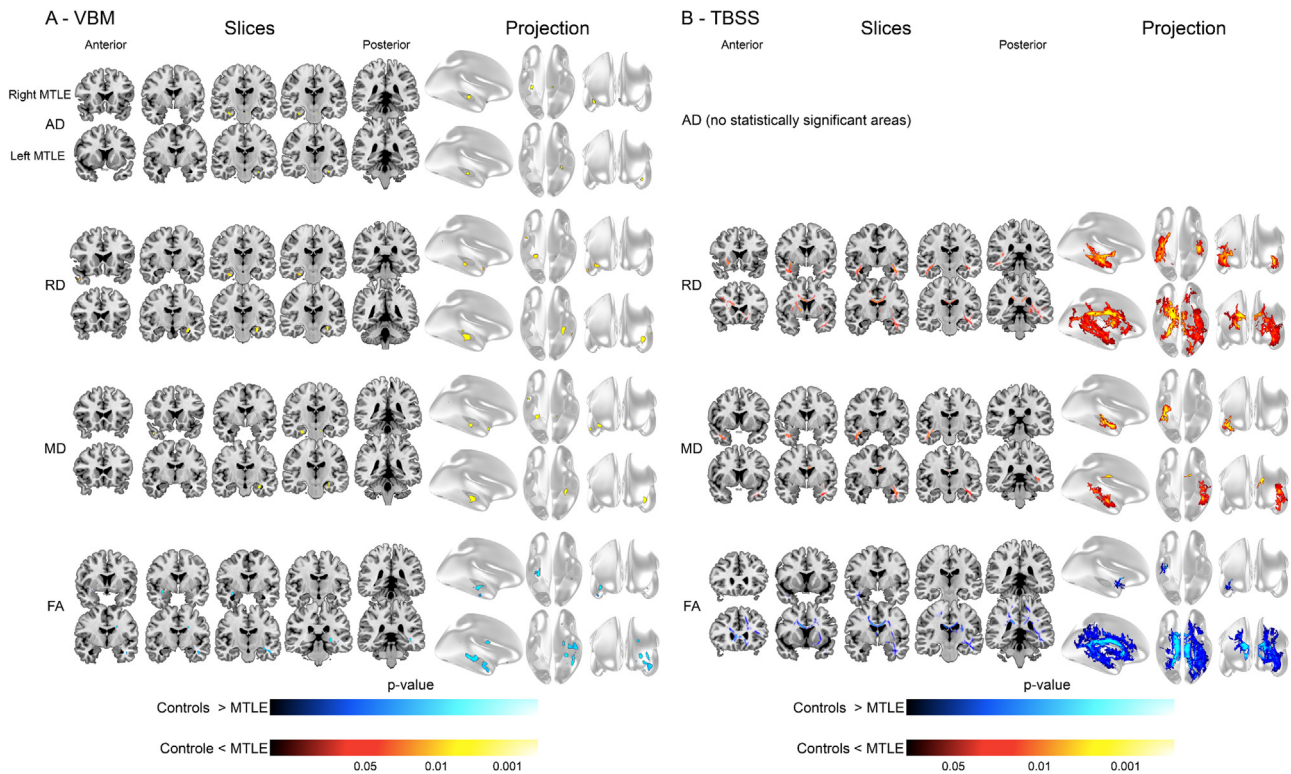 A - VBM
Slices
Projection
Anterior
Posterior
Right MTLE
AD
Left MTLE
RD
MD
FA
p-value
Controls > MTLE
Controle < MTLE
0.05 0.01 0.001
B - TBSS
Slices
Projection
Anterior
Posterior
AD (no statistically significant areas)
RD
MD
FA
p-value
Controls > MTLE
Controls < MTLE
0.05 0.01 0.001